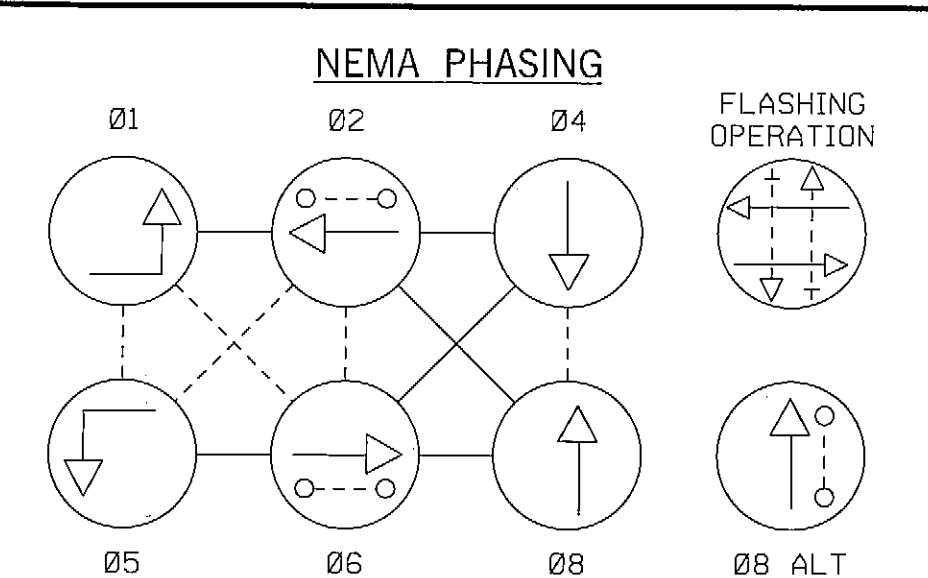 NEMA PHASING
Ø1
Ø2
Ø4
FLASHING
OPERATION
Ø5
Ø6
Ø8
Ø8 ALT